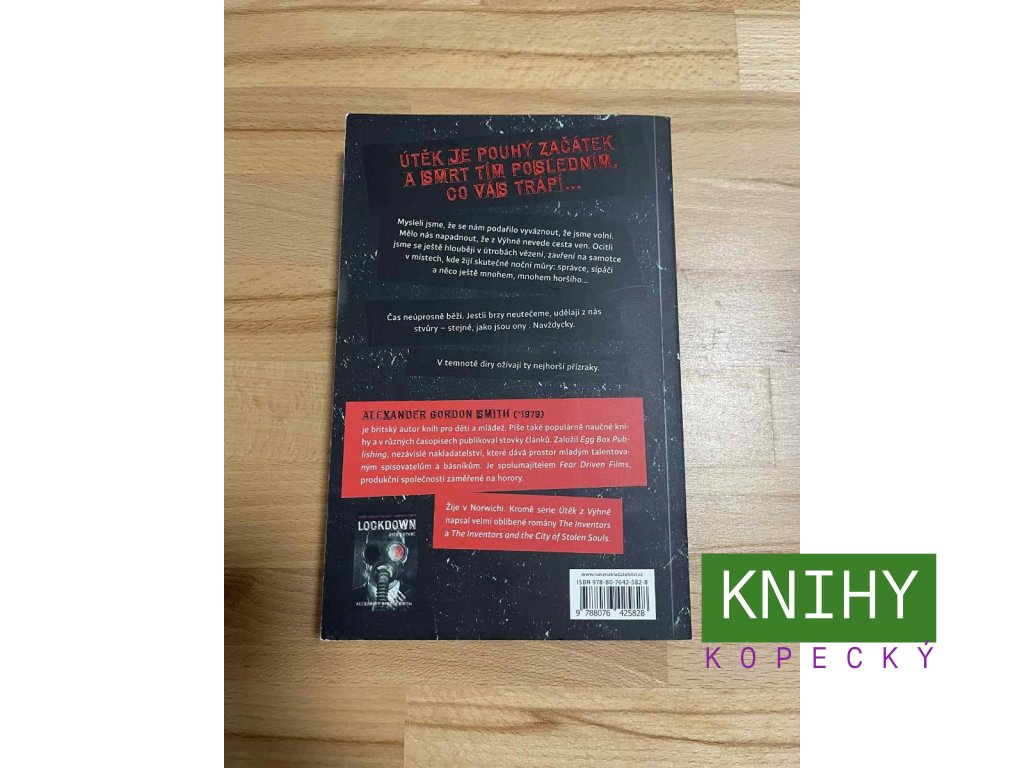 ÚTĚK JE POUHÝ ZAČÁTEK
A SMRT TÍM POSLEDNÍM,
CO VÁS TRÁPÍ...
Mysleli jsme, že se nám podařilo vyváznout, že jsme volní.
Mělo nás napadnout, že z Výhně nevede cesta ven. Ocitli
jsme se ještě hlouběji v útrobách vězení, zavření na samotce
v místech, kde žijí skutečné noční můry: správce, sípáči
a něco ještě mnohem, mnohem horšího...
Čas neúprosně běží. Jestli brzy neutečeme, udělají z nás
stvůry – stejné, jako jsou ony . Navždycky.
V temnotě díry ožívají ty nejhorší přízraky.
ALEXANDER GORDON SMITH (*1979)
je britský autor knih pro děti a mládež. Píše také populárně naučné kni-
hy a v různých časopisech publikoval stovky článků. Založil Egg Box Pub-
lishing, nezávislé nakladatelství, které dává prostor mladým talentova-
ným spisovatelům a básníkům. Je spolumajitelem Fear Driven Films,
produkční společnosti zaměřené na horory.
Žije v Norwichi. Kromě série Útěk z Výhně
napsal velmi oblíbené romány The Inventors
a The Inventors and the City of Stolen Souls.
LOCKDOWN
ALEXANDER GORDON SMITH
www.nasenakladatelstvi.cz
ISBN 978-80-7642-582-8
9 788076 425828
KNIHY
KOPECKÝ